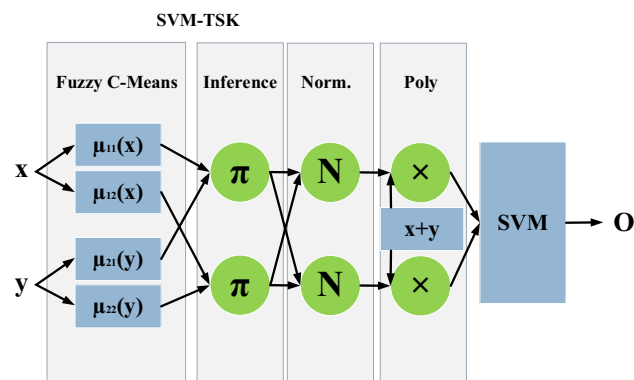 SVM-TSK
Fuzzy C-Means Inference Norm. Poly
x
μ11(x)
μ12(x)
y
μ21(y)
μ22(y)
π
π
N
N
×
x+y
×
SVM
O